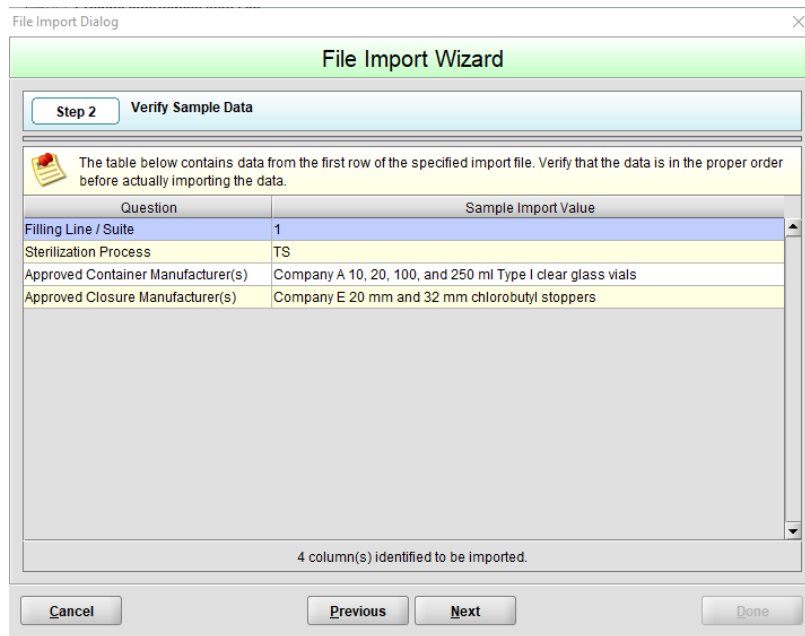 File Import Dialog
File Import Wizard
Step 2 Verify Sample Data
The table below contains data from the first row of the specified import file. Verify that the data is in the proper order
before actually importing the data.
Question Sample Import Value
Filling Line / Suite 1
Sterilization Process TS
Approved Container Manufacturer(s) Company A 10, 20, 100, and 250 ml Type I clear glass vials
Approved Closure Manufacturer(s) Company E 20 mm and 32 mm chlorobutyl stoppers
4 column(s) identified to be imported.
Cancel Previous Next Done